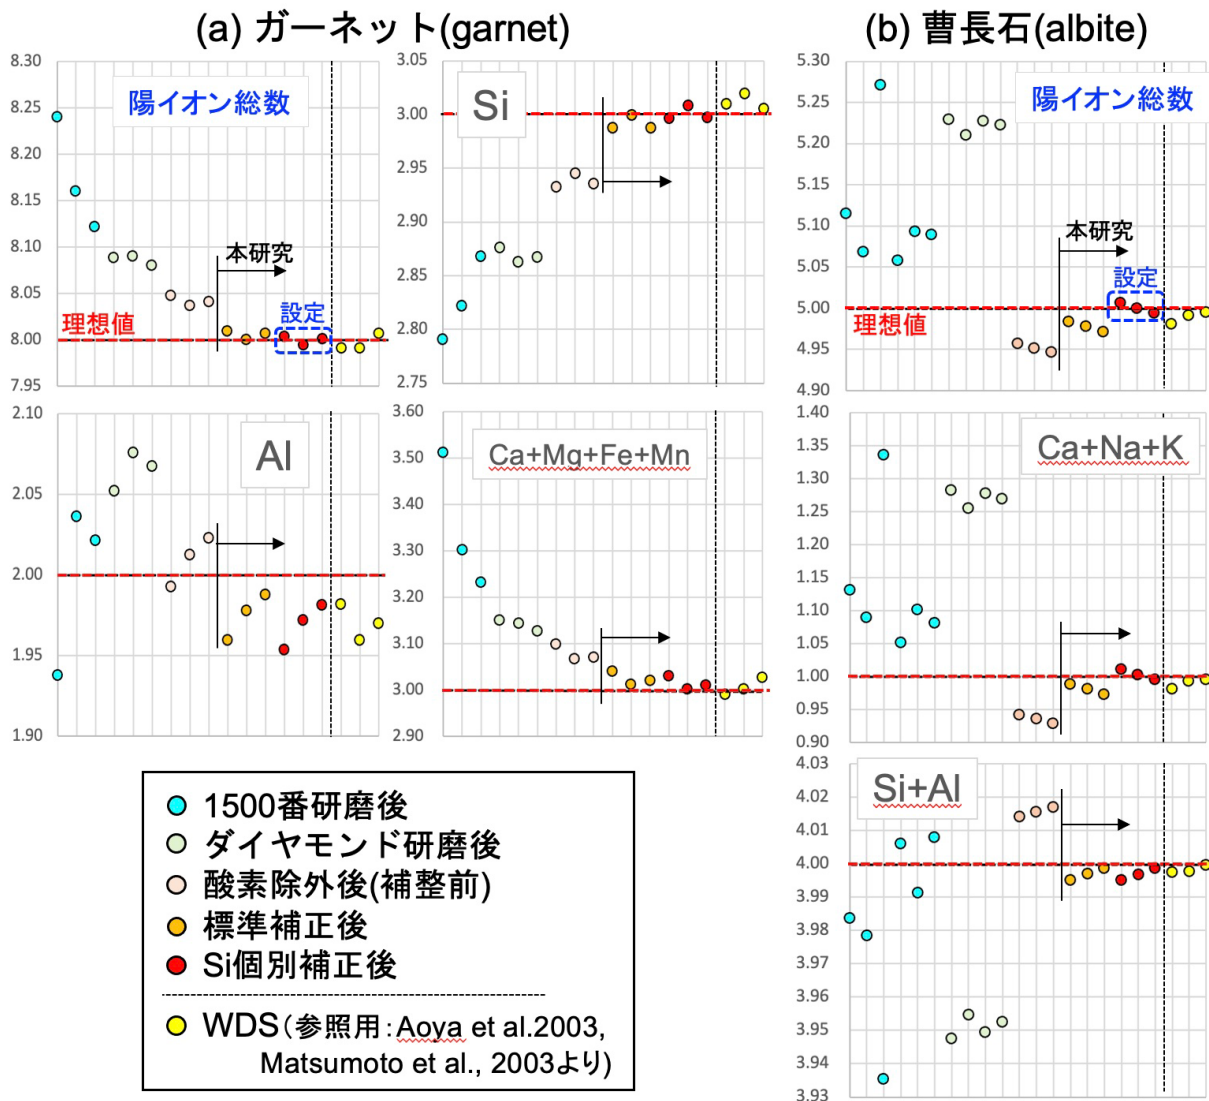 (a) ガーネット(garnet)
8.30
8.25
8.20
8.15
8.10
8.05
8.00
7.95
陽イオン総数
本研究
設定
理想値
3.05
3.00
2.95
2.90
2.85
2.80
2.75
Si
2.10
2.05
2.00
1.95
1.90
Al
3.60
3.50
3.40
3.30
3.20
3.10
3.00
2.90
Ca+Mg+Fe+Mn
(b) 曹長石(albite)
5.30
5.25
5.20
5.15
5.10
5.05
5.00
4.95
4.90
陽イオン総数
本研究
設定
理想値
1.40
1.35
1.30
1.25
1.20
1.15
1.10
1.05
1.00
0.95
0.90
Ca+Na+K
4.03
4.02
4.01
4.00
3.99
3.98
3.97
3.96
3.95
3.94
3.93
Si+Al
1500番研磨後
ダイヤモンド研磨後
酸素除外後(補整前)
標準補正後
Si個別補正後
WDS(参照用:Aoya et al.2003,
Matsumoto et al., 2003より)